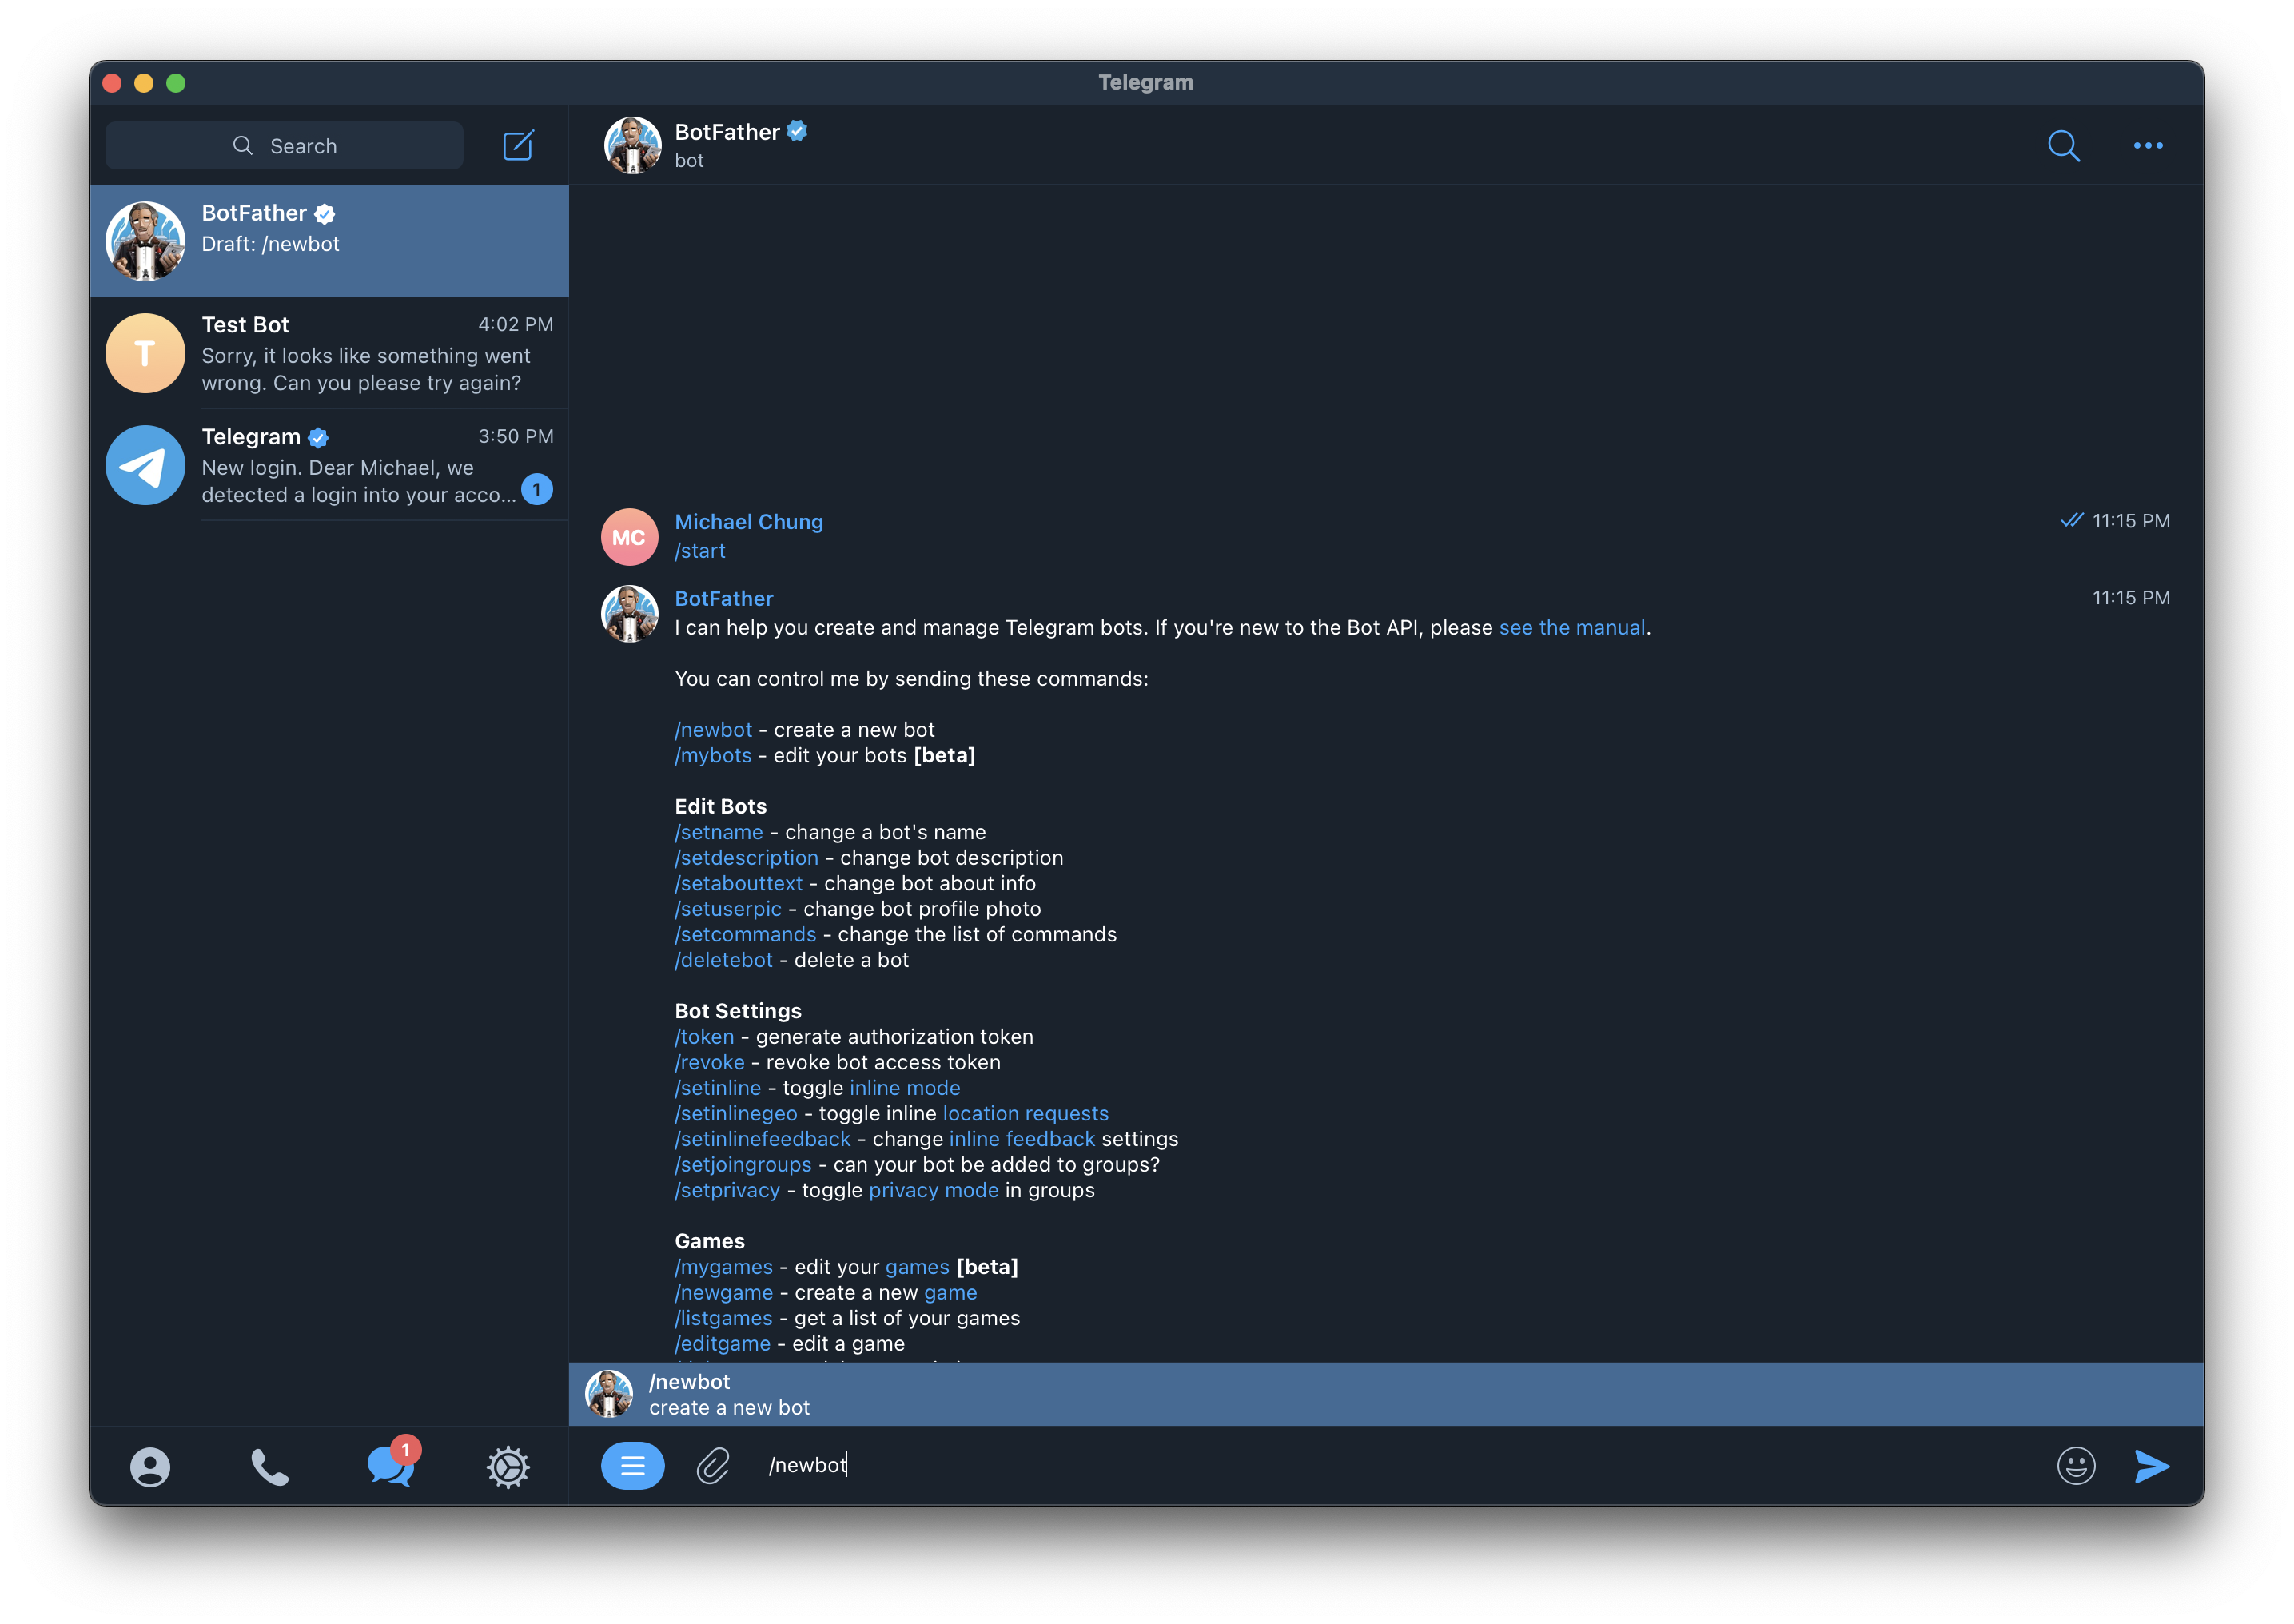 Telegram
Search
BotFather
Draft: /newbot
T
Test Bot
4:02 PM
Sorry, it looks like something went
wrong. Can you please try again?
Telegram
3:50 PM
New login. Dear Michael, we
detected a login into your acco...
1
1
BotFather
bot
MC
Michael Chung
11:15 PM
/start
BotFather
11:15 PM
I can help you create and manage Telegram bots. If you're new to the Bot API, please see the manual.
You can control me by sending these commands:
/newbot - create a new bot
/mybots - edit your bots [beta]
Edit Bots
/setname - change a bot's name
/setdescription - change bot description
/setabouttext - change bot about info
/setuserpic - change bot profile photo
/setcommands - change the list of commands
/deletebot - delete a bot
Bot Settings
/token - generate authorization token
/revoke - revoke bot access token
/setinline - toggle inline mode
/setinlinegeo - toggle inline location requests
/setinlinefeedback - change inline feedback settings
/setjoingroups - can your bot be added to groups?
/setprivacy - toggle privacy mode in groups
Games
/mygames - edit your games [beta]
/newgame - create a new game
/listgames - get a list of your games
/editgame - edit a game
/newbot
create a new bot
/newbot